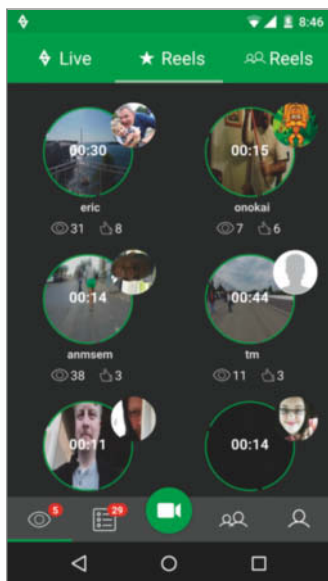 8:46
Live Reels Reels
00:30 00:15
eric onokai
31 8 7 6
00:14 00:44
anmsem tm
38 3 11 3
00:11 00:14
5 29